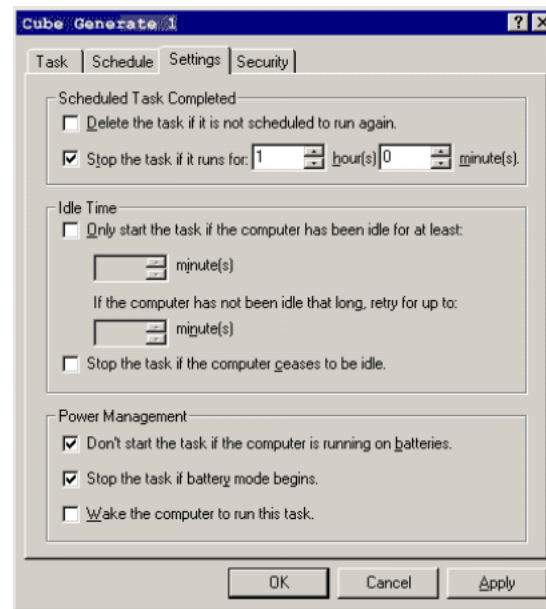 Cube Generate 1
Task Schedule Settings Security
Scheduled Task Completed
Delete the task if it is not scheduled to run again.
Stop the task if it runs for: 1 hour(s) 0 minute(s).
Idle Time
Only start the task if the computer has been idle for at least:
minute(s)
If the computer has not been idle that long, retry for up to:
minute(s)
Stop the task if the computer ceases to be idle.
Power Management
Don't start the task if the computer is running on batteries.
Stop the task if battery mode begins.
Wake the computer to run this task.
OK Cancel Apply